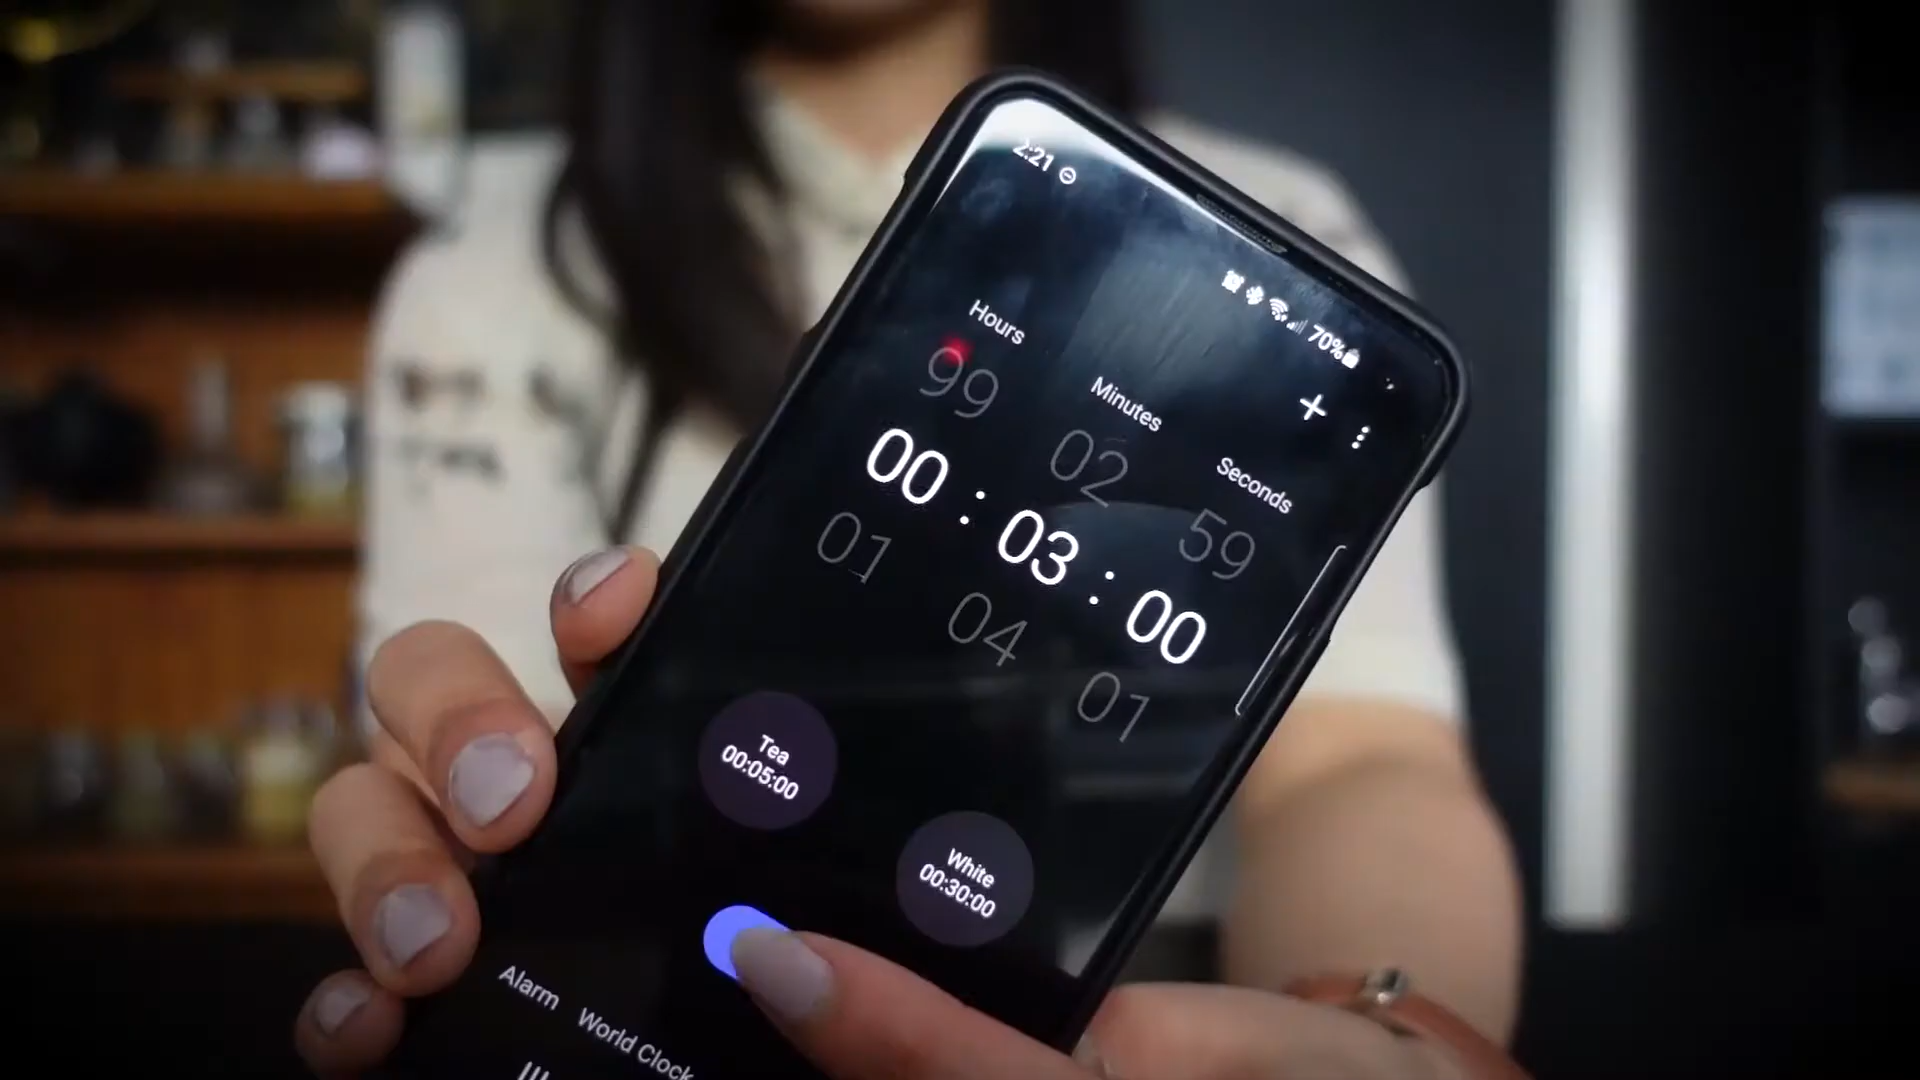 2:21
70%
Hours Minutes Seconds
99 02 59
00 : 03 : 00
01 04 01
Tea
00:05:00
White
00:30:00
Alarm World Clock